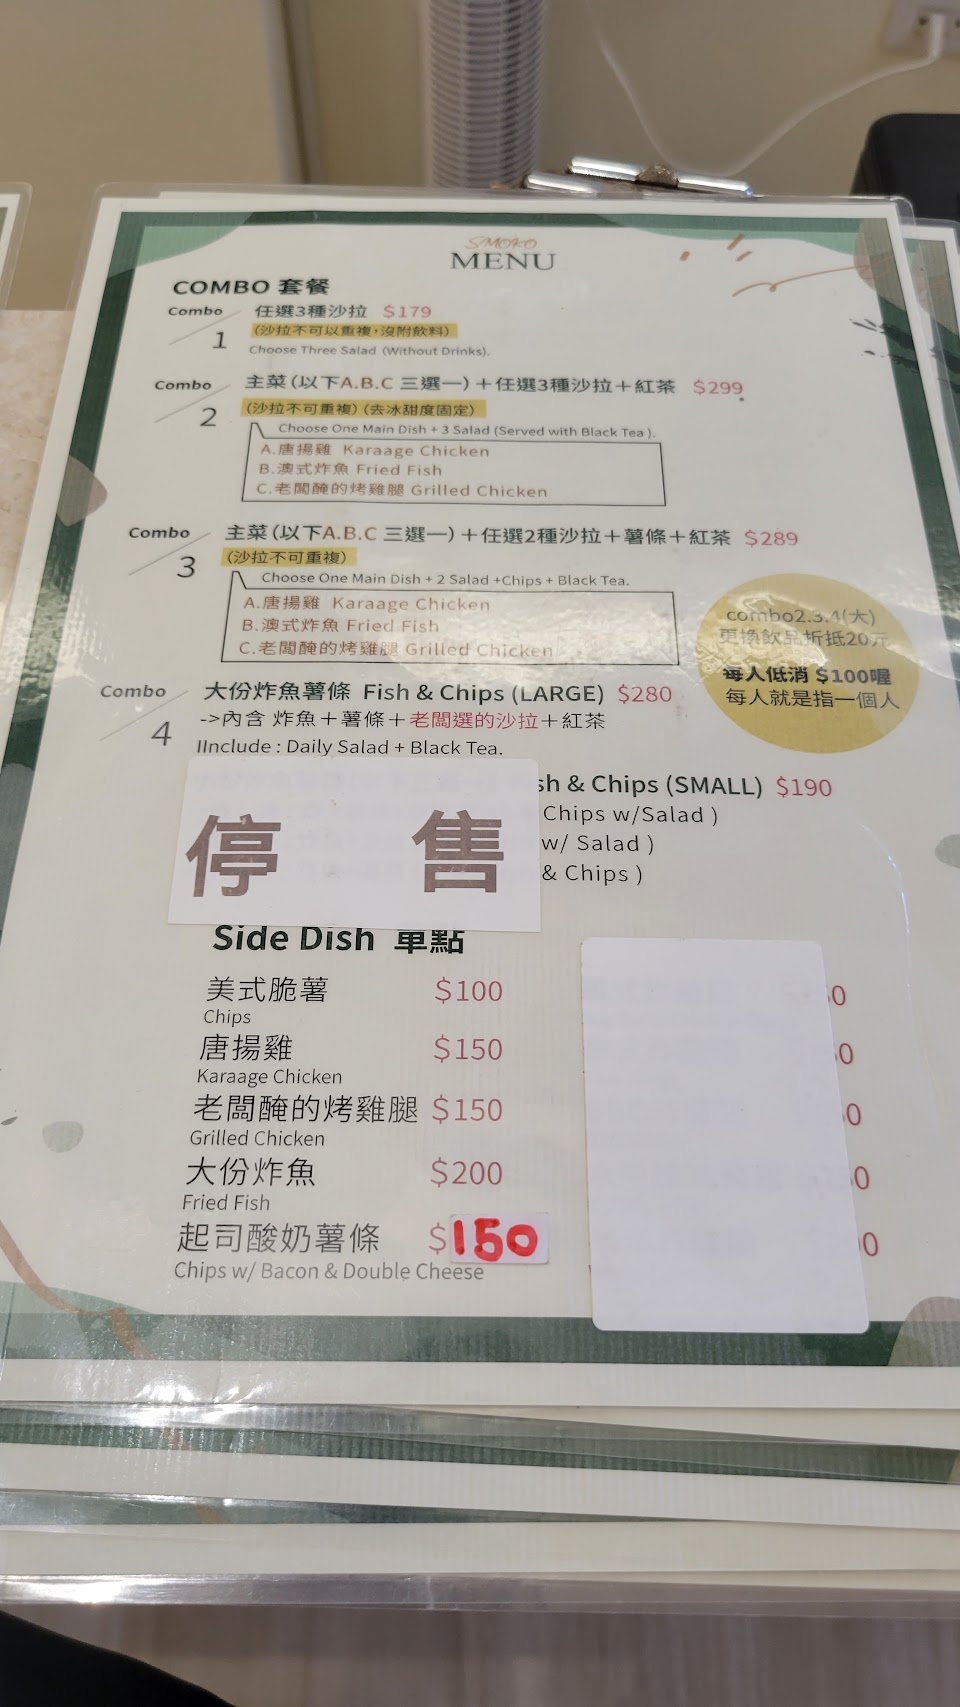 SMOKO
MENU
COMBO 套餐
Combo 1
任選3種沙拉 $179
(沙拉不可以重複,沒附飲料)
Choose Three Salad (Without Drinks).
Combo 2
主菜(以下A.B.C 三選一)+任選3種沙拉+紅茶 $299
(沙拉不可重複) (去冰甜度固定)
Choose One Main Dish + 3 Salad (Served with Black Tea ).
A.唐揚雞 Karaage Chicken
B.澳式炸魚 Fried Fish
C.老闆醃的烤雞腿 Grilled Chicken
Combo 3
主菜(以下A.B.C 三選一)+任選2種沙拉+薯條+紅茶 $289
(沙拉不可重複)
Choose One Main Dish + 2 Salad +Chips + Black Tea.
A.唐揚雞 Karaage Chicken
B.澳式炸魚 Fried Fish
C.老闆醃的烤雞腿 Grilled Chicken
combo2.3.4(大)
更換飲品折抵20元
每人低消 $100喔
每人就是指一個人
Combo 4
大份炸魚薯條 Fish & Chips (LARGE) $280
->內含 炸魚+薯條+老闆選的沙拉+紅茶
IInclude : Daily Salad + Black Tea.
停 售
sh & Chips (SMALL) $190
Chips w/Salad )
w/ Salad )
& Chips )
Side Dish 單點
美式脆薯 $100
Chips
唐揚雞 $150
Karaage Chicken
老闆醃的烤雞腿 $150
Grilled Chicken
大份炸魚 $200
Fried Fish
起司酸奶薯條 $150
Chips w/ Bacon & Double Cheese